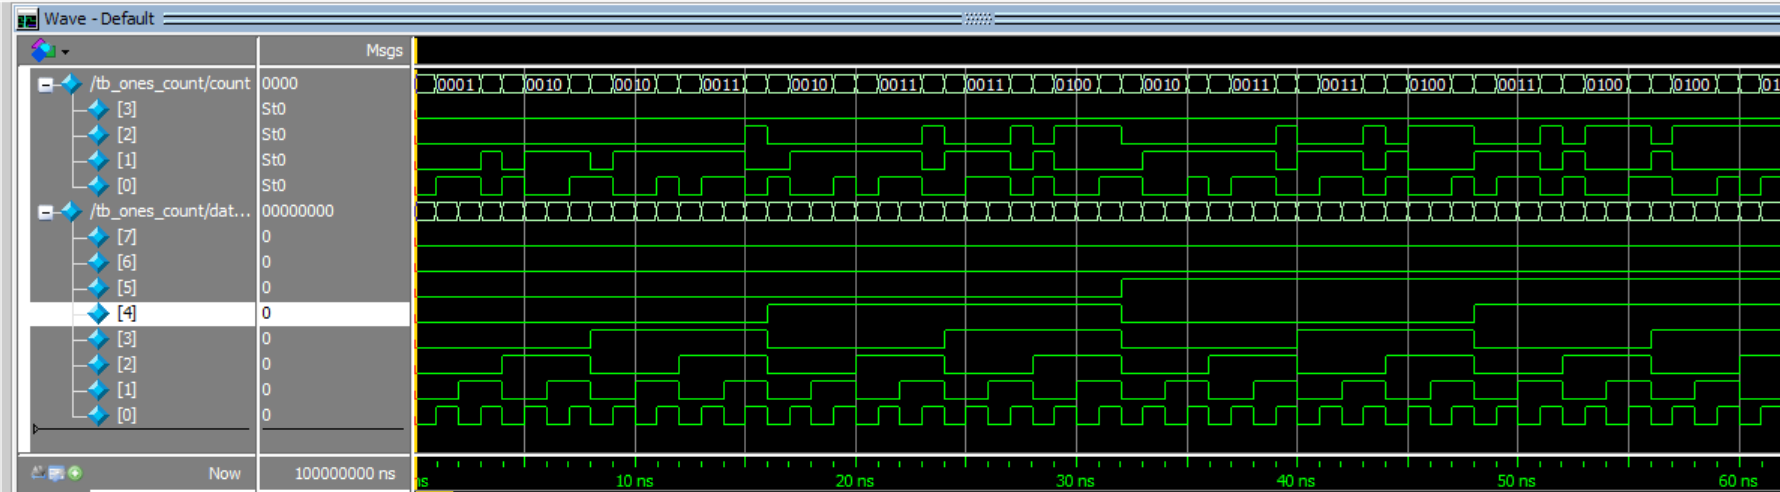 Wave - Default
Msgs
/tb_ones_count/count 0000 0001 0010 0010 0011 0010 0011 0011 0100 0010 0011 0011 0100 0011 0100 0100 01
[3] St0
[2] St0
[1] St0
[0] St0
/tb_ones_count/dat... 00000000
[7] 0
[6] 0
[5] 0
[4] 0
[3] 0
[2] 0
[1] 0
[0] 0
Now 100000000 ns ns 10 ns 20 ns 30 ns 40 ns 50 ns 60 ns